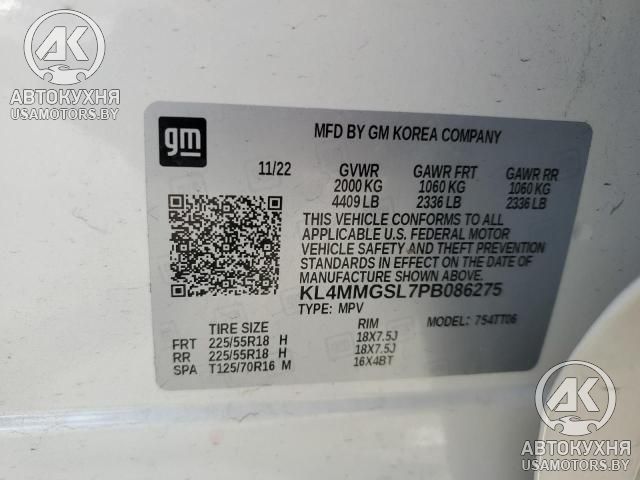 АК
АВТОКУХНЯ
USAMOTORS.BY
gm
MFD BY GM KOREA COMPANY
11/22 GVWR GAWR FRT GAWR RR
2000 KG 1060 KG 1060 KG
4409 LB 2336 LB 2336 LB
THIS VEHICLE CONFORMS TO ALL
APPLICABLE U.S. FEDERAL MOTOR
VEHICLE SAFETY AND THEFT PREVENTION
STANDARDS IN EFFECT ON THE DATE OF
MANUFACTURE SHOWN ABOVE.
KL4MMGSL7PB086275
TYPE: MPV MODEL: 754TT06
TIRE SIZE RIM
FRT 225/55R18 H 18X7.5J
RR 225/55R18 H 18X7.5J
SPA T125/70R16 M 16X4BT
АК
АВТОКУХНЯ
USAMOTORS.BY